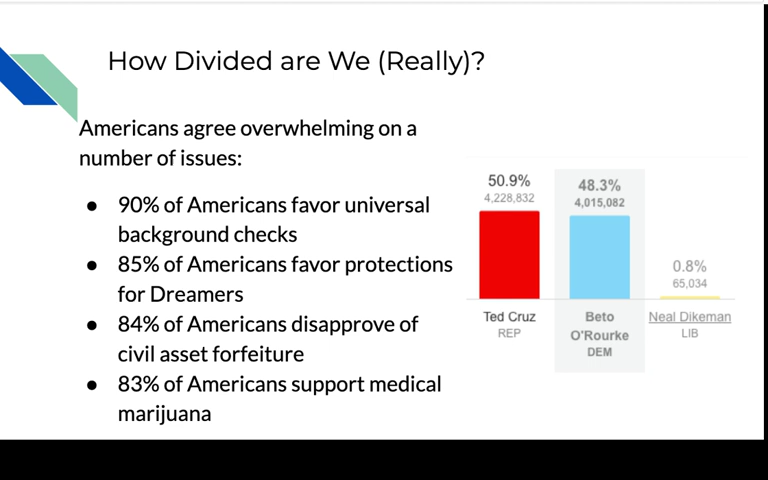 How Divided are We (Really)?
Americans agree overwhelming on a
number of issues:
● 90% of Americans favor universal
background checks
● 85% of Americans favor protections
for Dreamers
● 84% of Americans disapprove of
civil asset forfeiture
● 83% of Americans support medical
marijuana
50.9%
4,228,832
Ted Cruz
REP
48.3%
4,015,082
Beto
O'Rourke
DEM
0.8%
65,034
Neal Dikeman
LIB